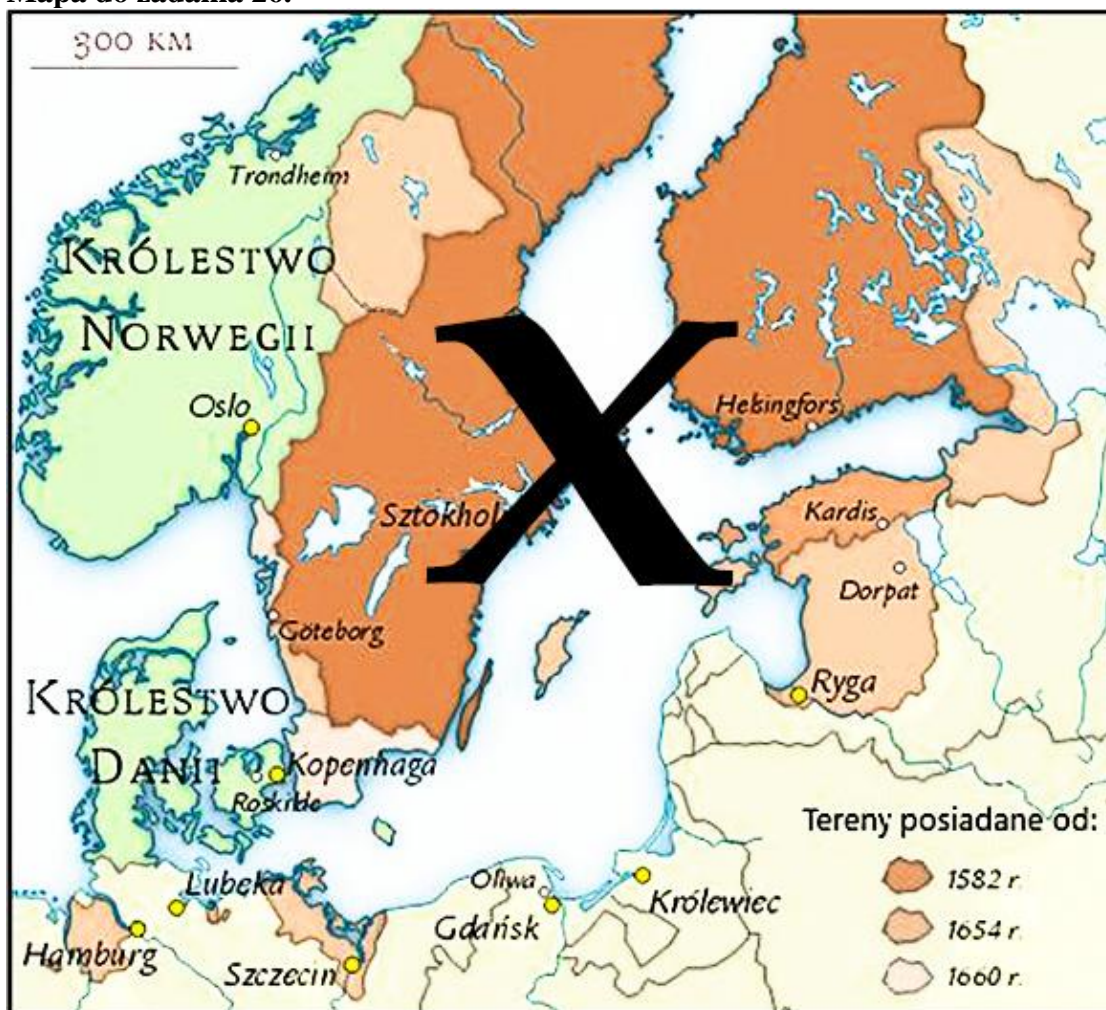 Mapa do zadania 20.
300 KM
Trondheim
KRÓLESTWO
NORWEGII
Oslo
Helsingfors
X
Sztokhol
Kardis
Dorpat
Göteborg
Ryga
KRÓLESTWO
DANII
Kopenhaga
Roskilde
Tereny posiadane od:
1582 r.
1654 r.
1660 r.
Lubeka
Oliwa
Gdańsk
Królewiec
Hamburg
Szczecin